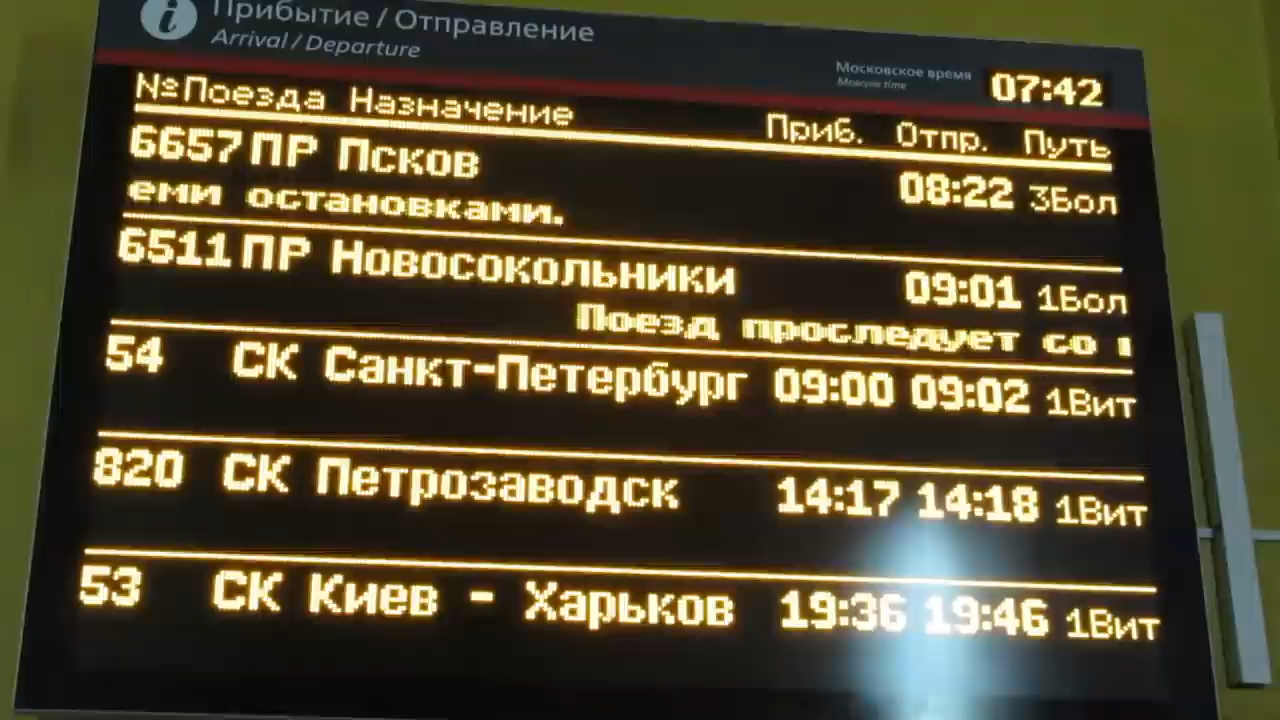 i Прибытие / Отправление
Arrival / Departure
Московское время 07:42
Moscow time
№Поезда Назначение Приб. Отпр. Путь
6657 ПР Псков 08:22 3Бол
еми остановками.
6511 ПР Новосокольники 09:01 1Бол
Поезд проследует со
54 СК Санкт-Петербург 09:00 09:02 1Вит
820 СК Петрозаводск 14:17 14:18 1Вит
53 СК Киев - Харьков 19:36 19:46 1Вит